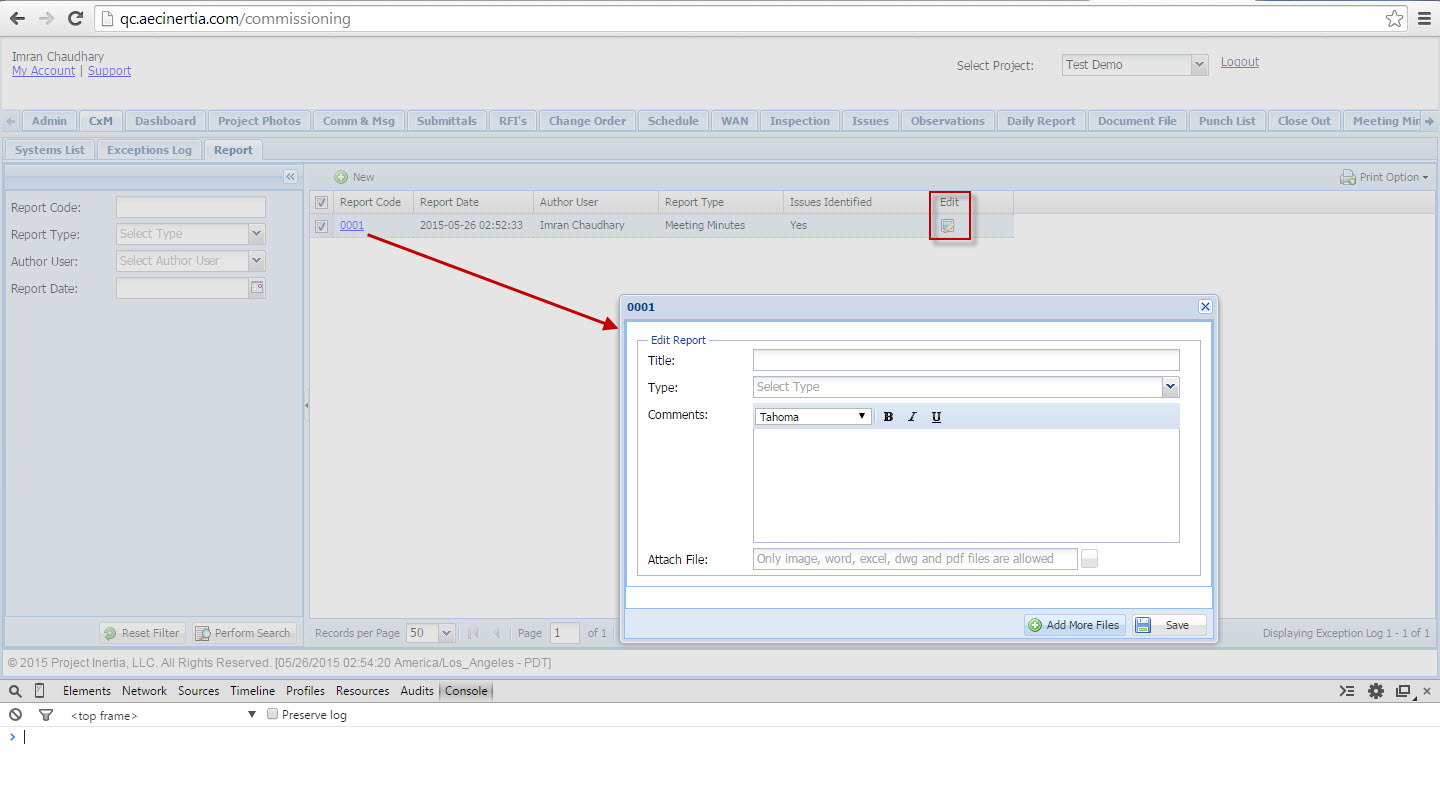 qc.aecinertia.com/commissioning
Imran Chaudhary
My Account | Support
Select Project: Test Demo Logout
Admin CxM Dashboard Project Photos Comm & Msg Submittals RFI's Change Order Schedule WAN Inspection Issues Observations Daily Report Document File Punch List Close Out Meeting Min
Systems List Exceptions Log Report
New Print Option
Report Code Report Date Author User Report Type Issues Identified Edit
0001 2015-05-26 02:52:33 Imran Chaudhary Meeting Minutes Yes
Report Code:
Report Type: Select Type
Author User: Select Author User
Report Date:
0001
Edit Report
Title:
Type: Select Type
Comments: Tahoma B I U
Attach File: Only image, word, excel, dwg and pdf files are allowed
Add More Files Save
Reset Filter Perform Search Records per Page 50 Page 1 of 1 Displaying Exception Log 1 - 1 of 1
© 2015 Project Inertia, LLC. All Rights Reserved. [05/26/2015 02:54:20 America/Los_Angeles - PDT]
Elements Network Sources Timeline Profiles Resources Audits Console
<top frame> Preserve log